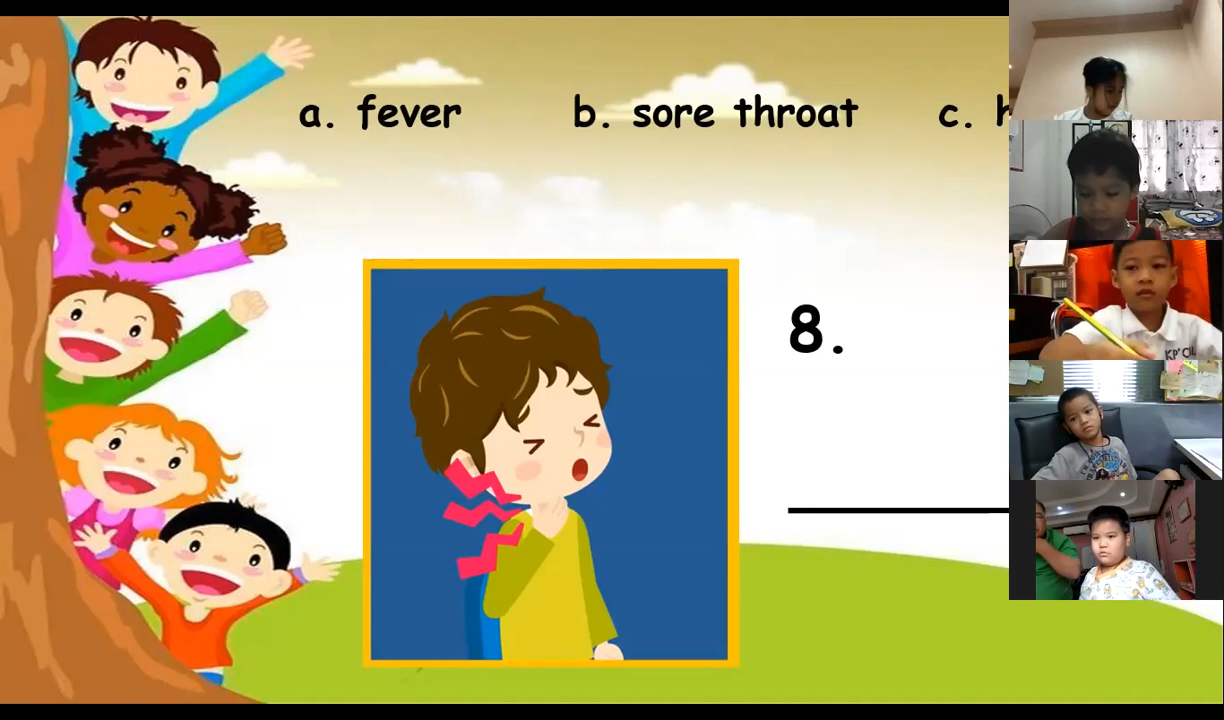 a. fever b. sore throat c. h
8.